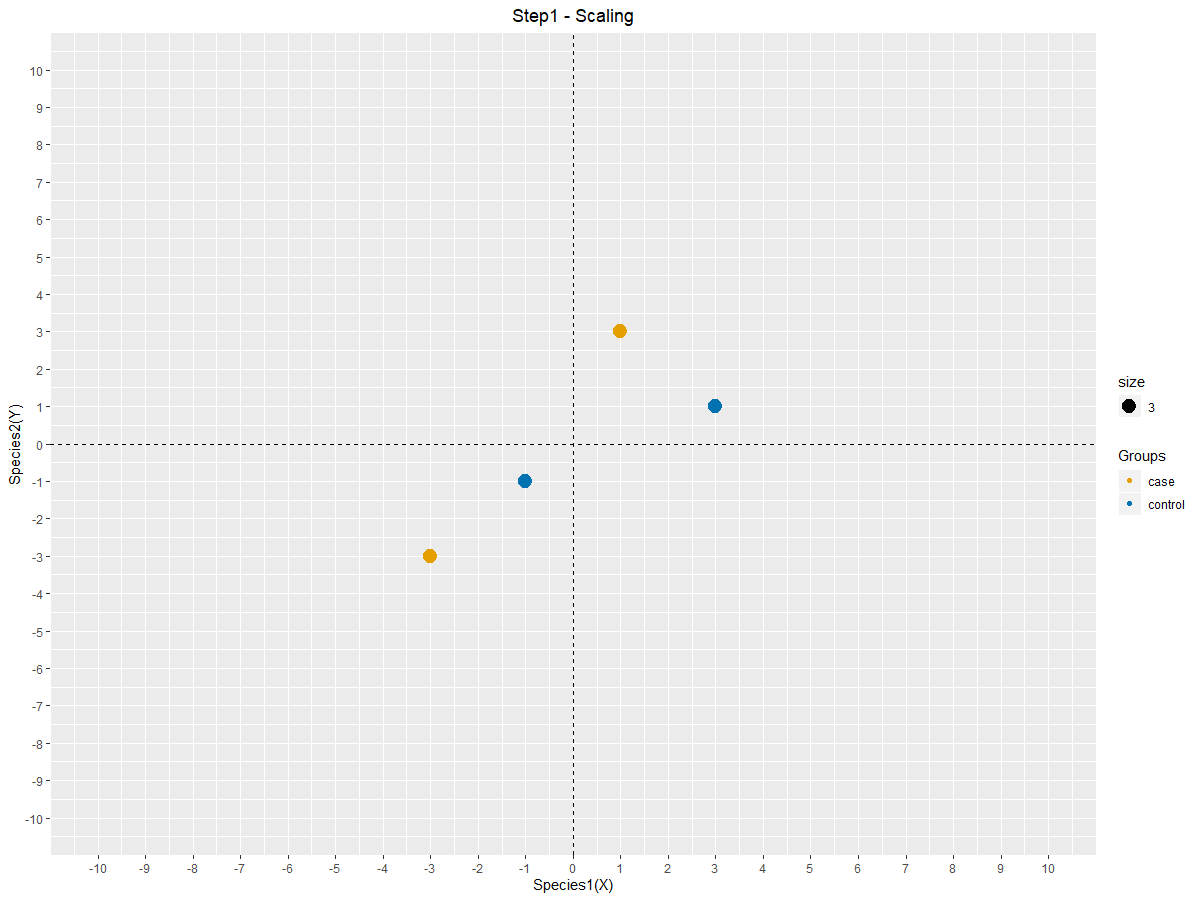 Step1 - Scaling
Species2(Y)
10
9
8
7
6
5
4
3
2
1
0
-1
-2
-3
-4
-5
-6
-7
-8
-9
-10
-10 -9 -8 -7 -6 -5 -4 -3 -2 -1 0 1 2 3 4 5 6 7 8 9 10
Species1(X)
size
3
Groups
case
control